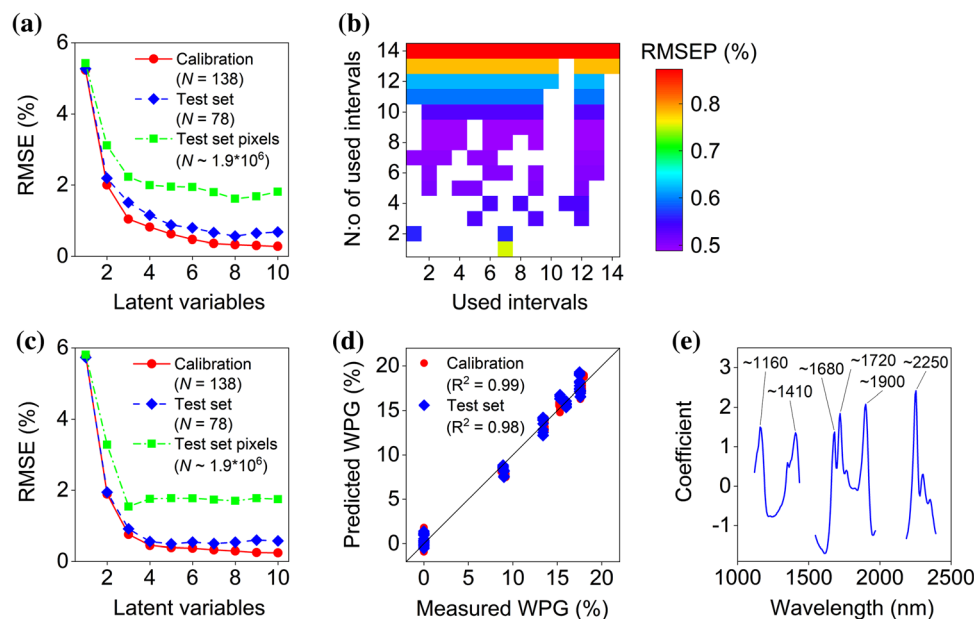 (a)
RMSE (%)
6
4
2
0
2 4 6 8 10
Latent variables
Calibration
(N = 138)
Test set
(N = 78)
Test set pixels
(N ~ 1.9*10⁶)
(b)
N:o of used intervals
14
12
10
8
6
4
2
2 4 6 8 10 12 14
Used intervals
RMSEP (%)
0.8
0.7
0.6
0.5
(c)
RMSE (%)
6
4
2
0
2 4 6 8 10
Latent variables
Calibration
(N = 138)
Test set
(N = 78)
Test set pixels
(N ~ 1.9*10⁶)
(d)
Predicted WPG (%)
20
15
10
5
0
0 5 10 15 20
Measured WPG (%)
Calibration
(R² = 0.99)
Test set
(R² = 0.98)
(e)
Coefficient
3
2
1
0
-1
1000 1500 2000 2500
Wavelength (nm)
~1160
~1410
~1680
~1720
~1900
~2250